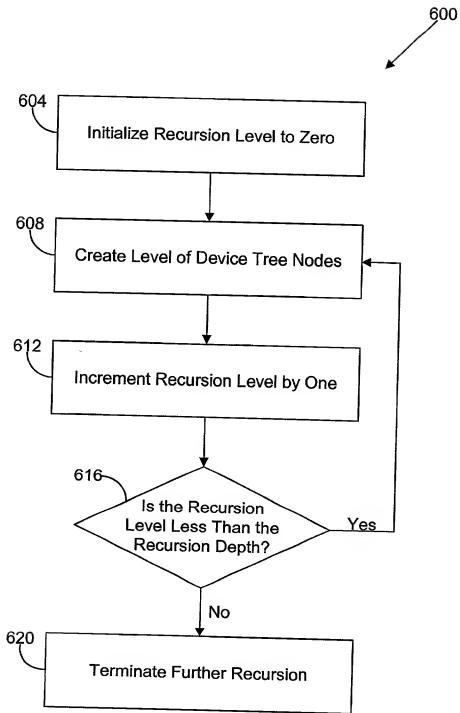 600
604
Initialize Recursion Level to Zero
608
Create Level of Device Tree Nodes
612
Increment Recursion Level by One
616
Is the Recursion
Level Less Than the
Recursion Depth?
Yes
No
620
Terminate Further Recursion